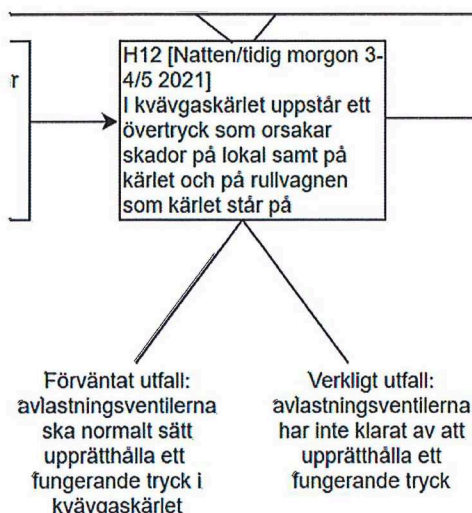 r
H12 [Natten/tidig morgon 3-
4/5 2021]
I kvävgaskärlet uppstår ett
övertryck som orsakar
skador på lokal samt på
kärlet och på rullvagnen
som kärlet står på
Förväntat utfall:
avlastningsventilerna
ska normalt sätt
upprätthålla ett
fungerande tryck i
kvävgaskärlet
Verkligt utfall:
avlastningsventilerna
har inte klarat av att
upprätthålla ett
fungerande tryck